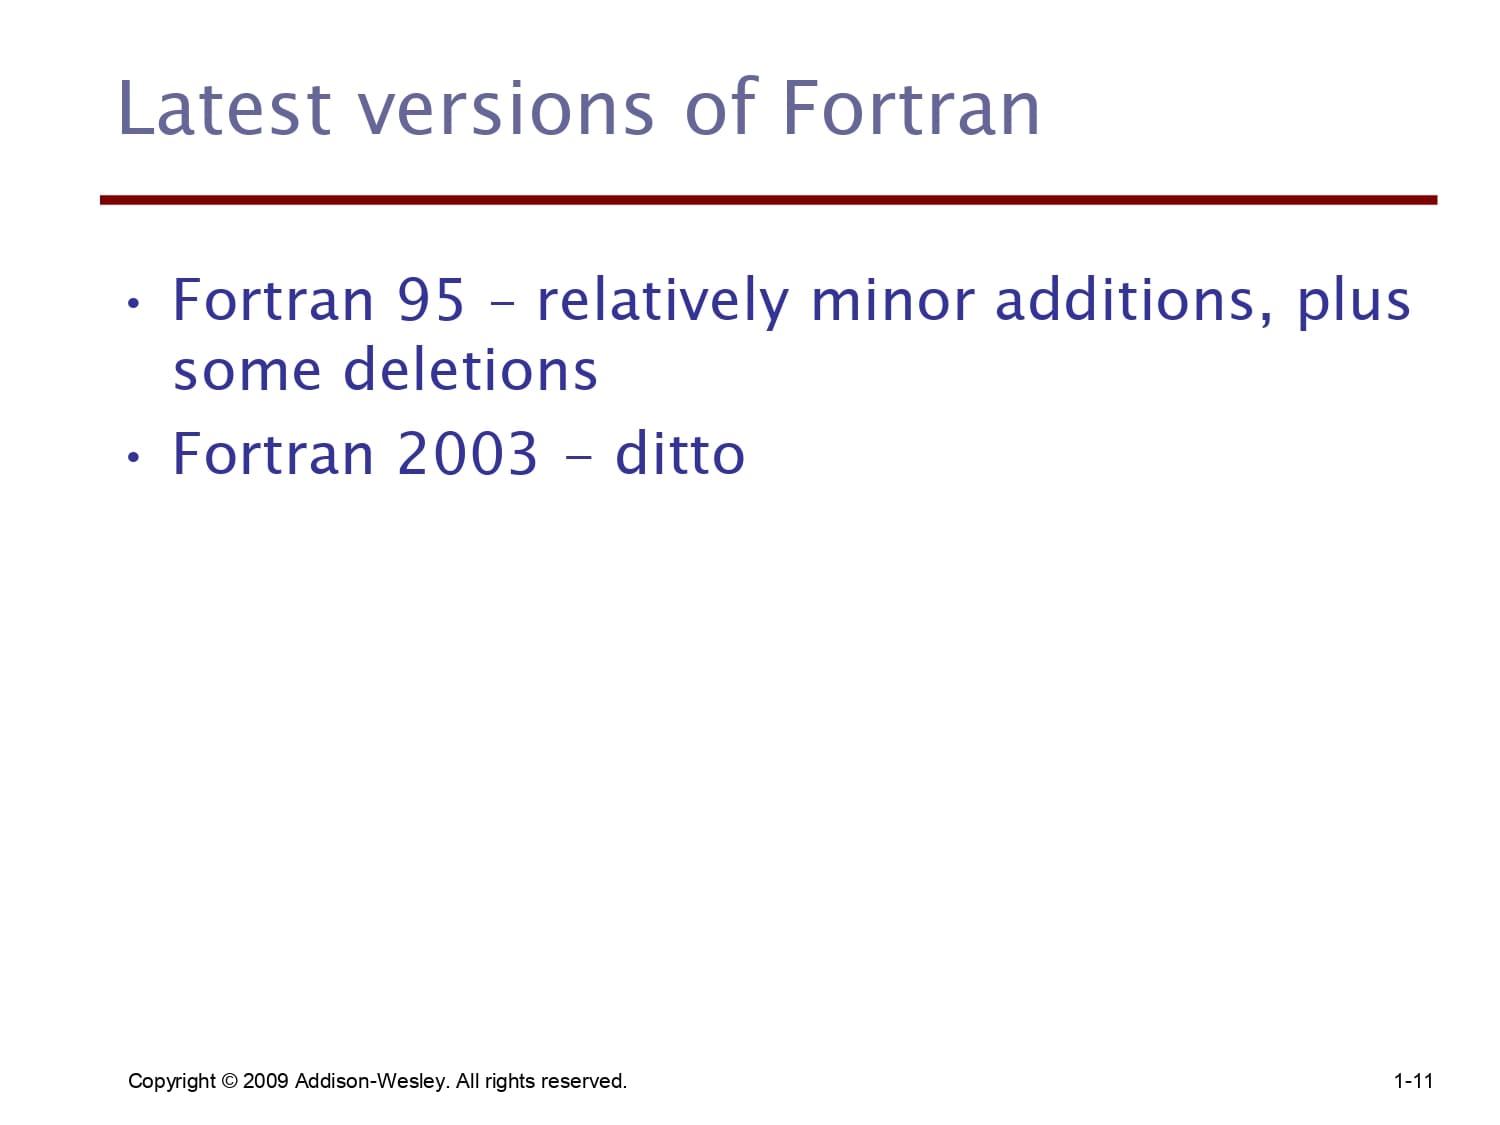 Latest versions of Fortran
• Fortran 95 – relatively minor additions, plus
some deletions
• Fortran 2003 - ditto
Copyright © 2009 Addison-Wesley. All rights reserved.
1-11